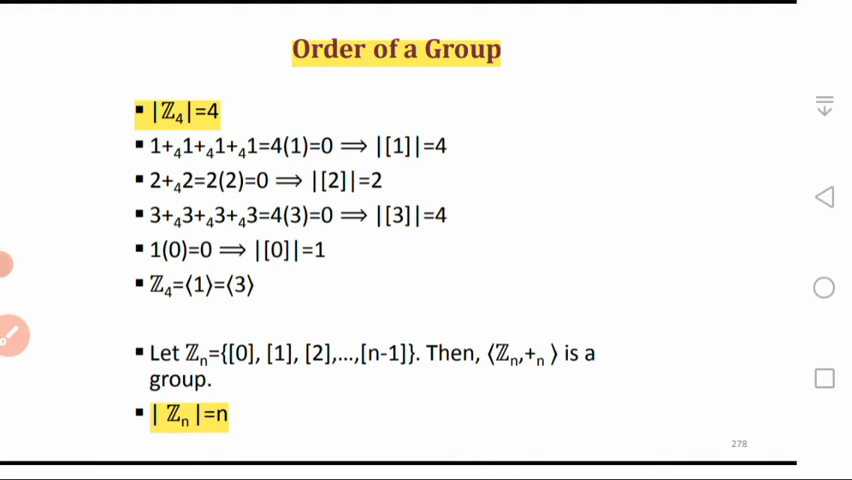 Order of a Group
▪ |ℤ₄|=4
▪ 1+₄1+₄1+₄1=4(1)=0 ⟹ |[1]|=4
▪ 2+₄2=2(2)=0 ⟹ |[2]|=2
▪ 3+₄3+₄3+₄3=4(3)=0 ⟹ |[3]|=4
▪ 1(0)=0 ⟹ |[0]|=1
▪ ℤ₄=⟨1⟩=⟨3⟩
▪ Let ℤₙ={[0], [1], [2],...,[n-1]}. Then, ⟨ℤₙ,+ₙ ⟩ is a
group.
▪ | ℤₙ |=n
278